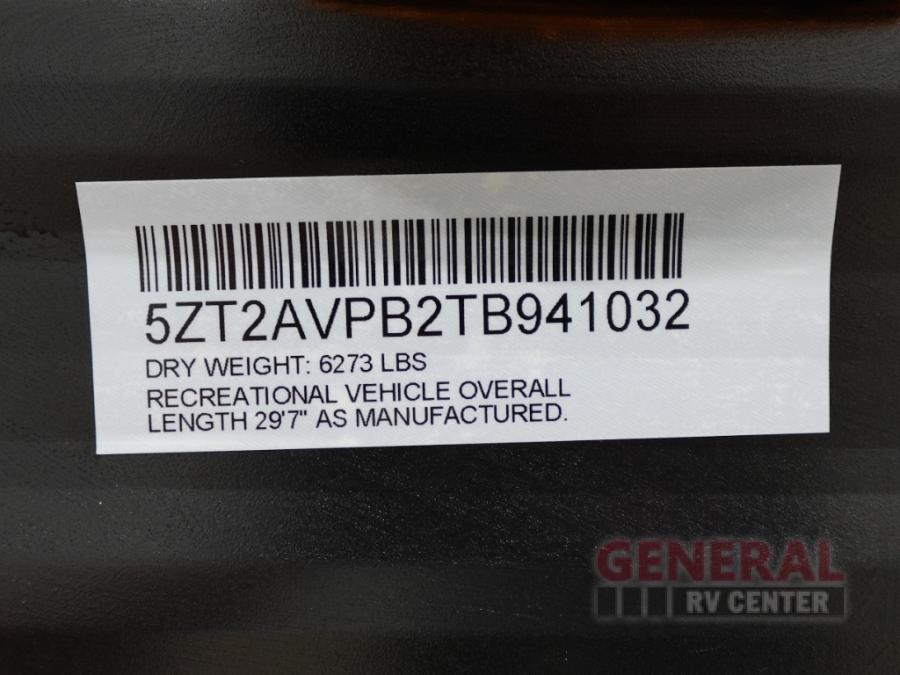 5ZT2AVPB2TB941032
DRY WEIGHT: 6273 LBS
RECREATIONAL VEHICLE OVERALL
LENGTH 29'7" AS MANUFACTURED.
GENERAL
RV CENTER